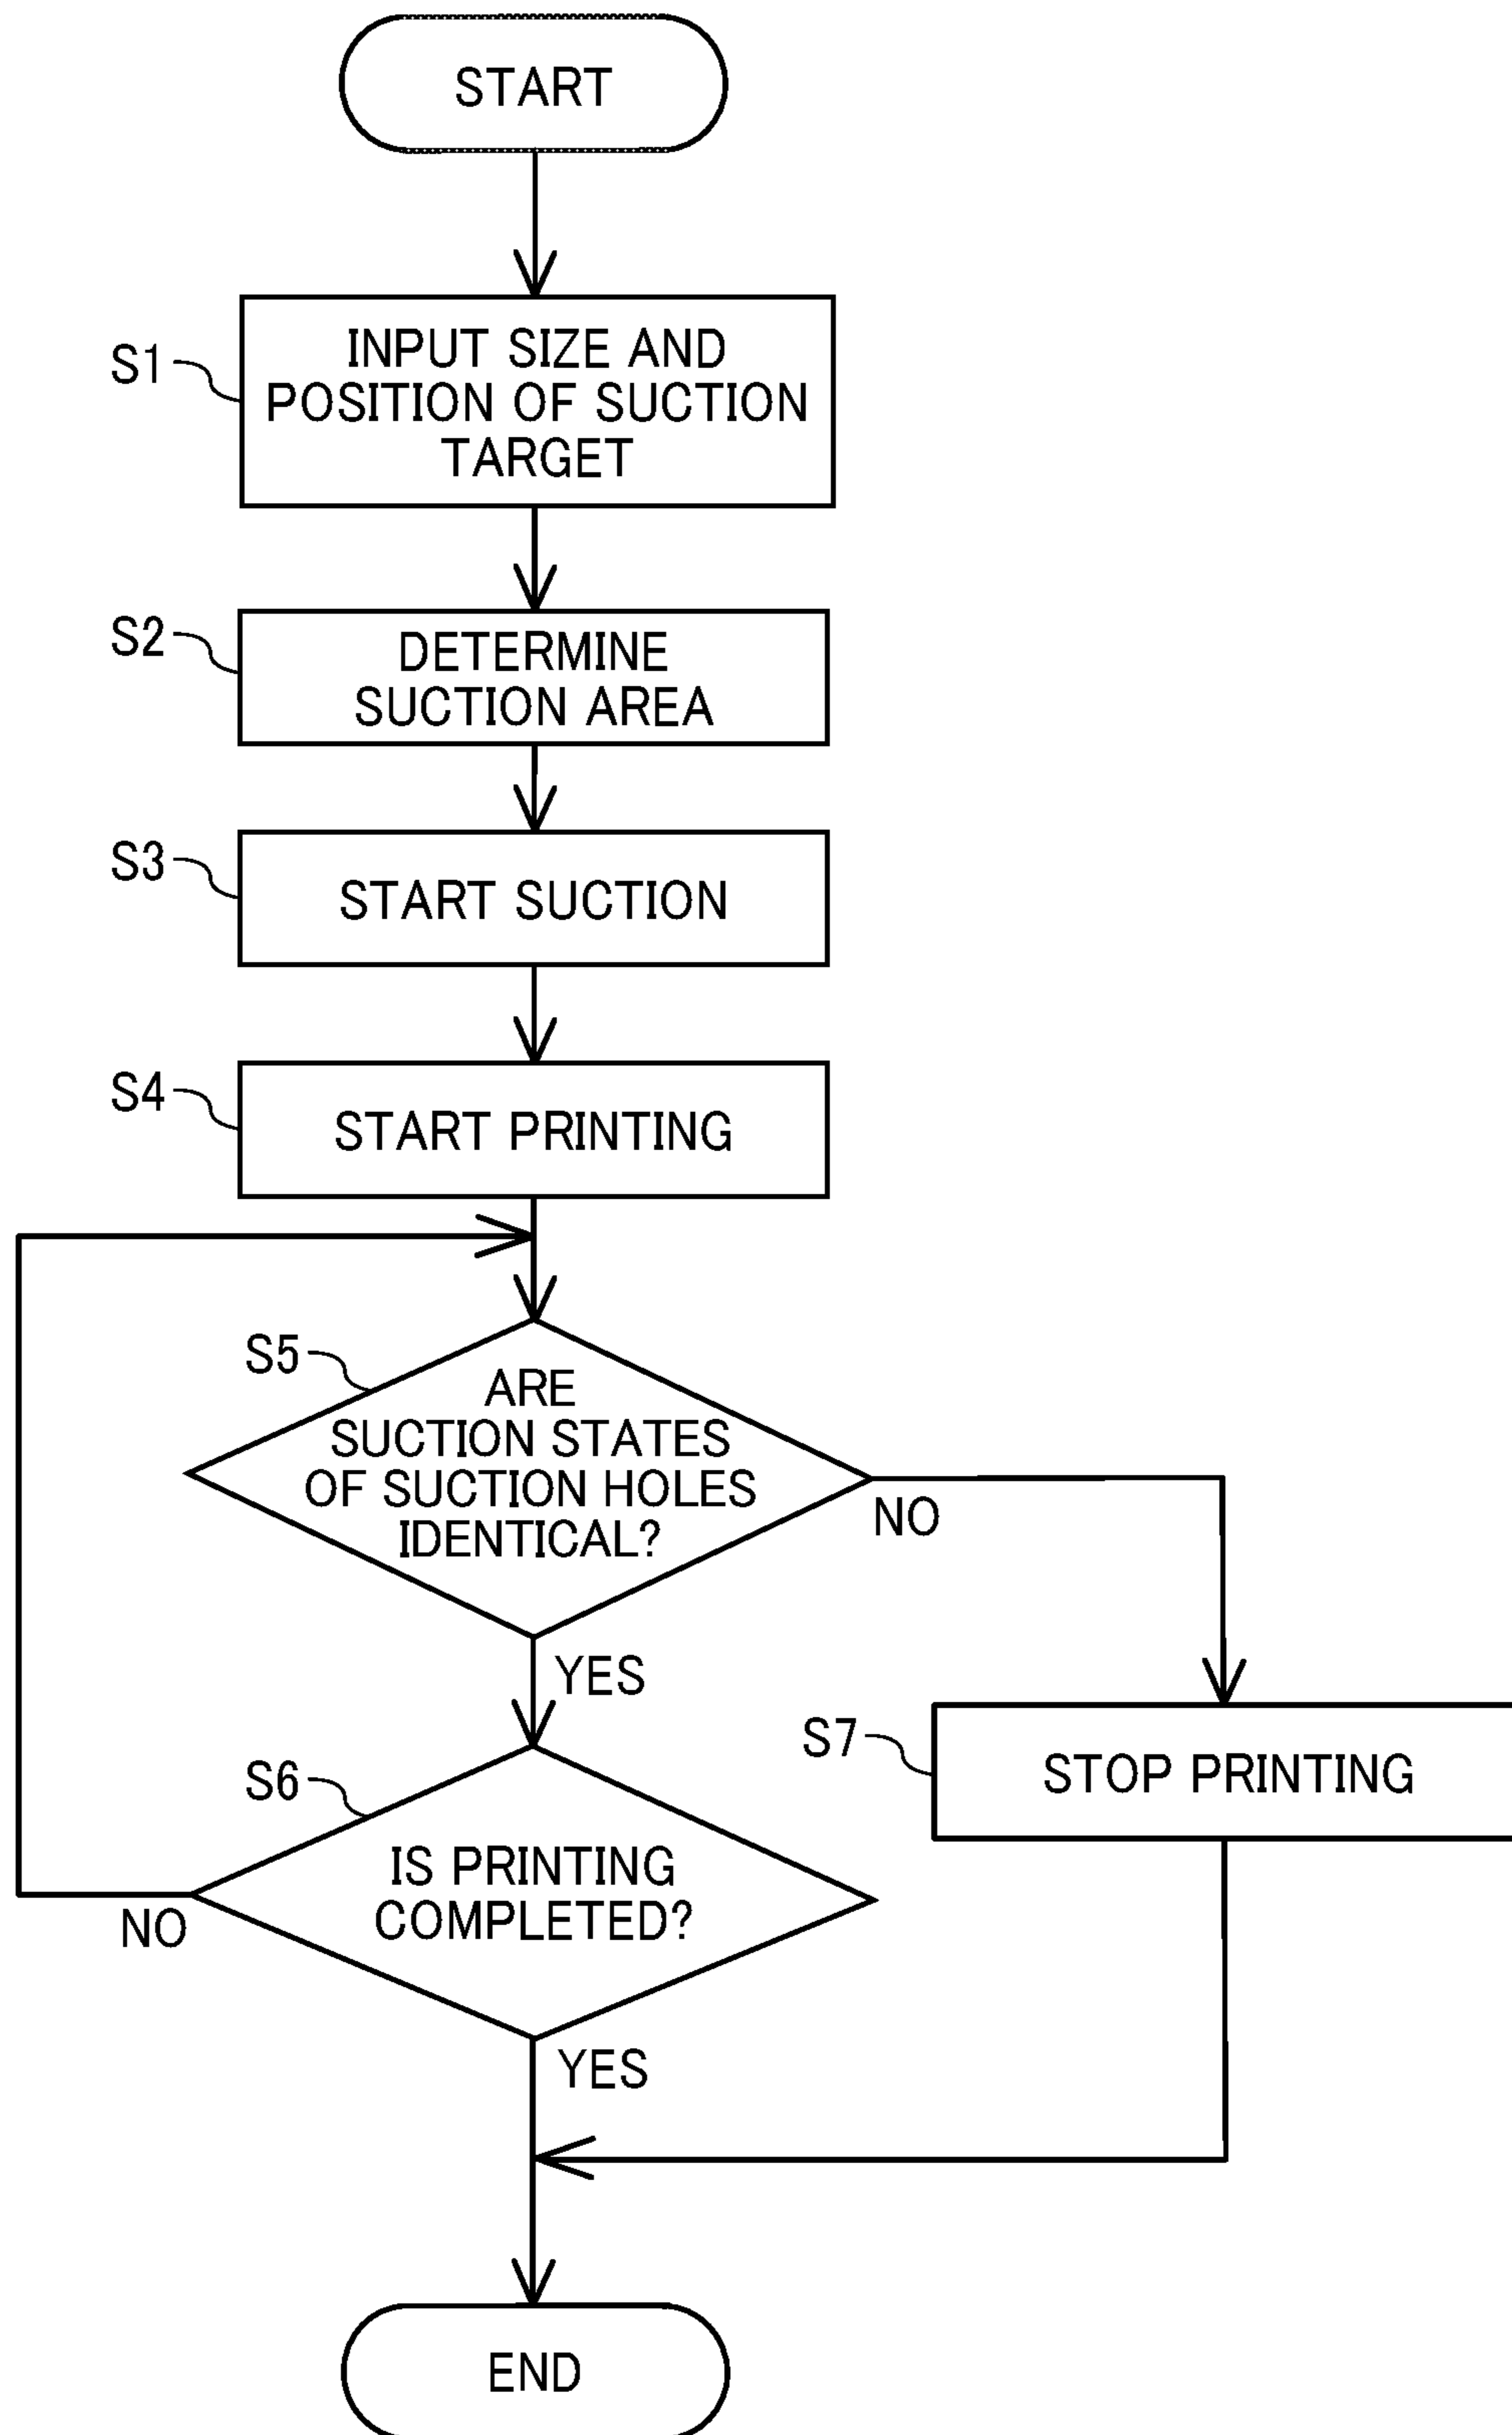 START
S1
INPUT SIZE AND
POSITION OF SUCTION
TARGET
S2
DETERMINE
SUCTION AREA
S3
START SUCTION
S4
START PRINTING
S5
ARE
SUCTION STATES
OF SUCTION HOLES
IDENTICAL?
NO
YES
S7
STOP PRINTING
S6
IS PRINTING
COMPLETED?
NO
YES
END